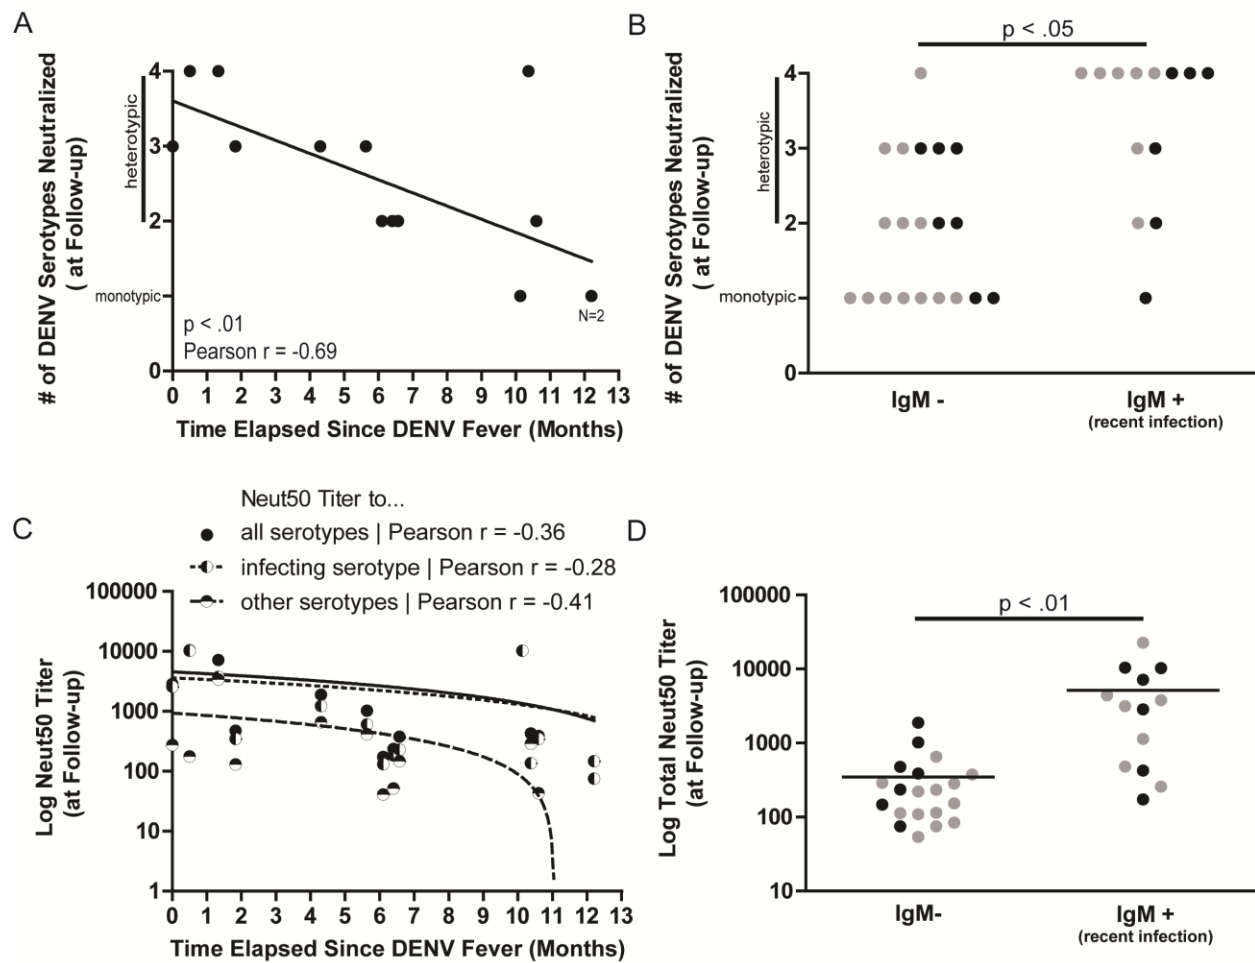 A
# of DENV Serotypes Neutralized
( at Follow-up)
heterotypic
monotypic
4
3
2
0
p < .01
Pearson r = -0.69
N=2
0 1 2 3 4 5 6 7 8 9 10 11 12 13
Time Elapsed Since DENV Fever (Months)
B
p < .05
# of DENV Serotypes Neutralized
( at Follow-up)
heterotypic
monotypic
4
3
2
0
IgM -
IgM +
(recent infection)
C
Neut50 Titer to...
all serotypes | Pearson r = -0.36
infecting serotype | Pearson r = -0.28
other serotypes | Pearson r = -0.41
Log Neut50 Titer
(at Follow-up)
100000
10000
1000
100
10
1
0 1 2 3 4 5 6 7 8 9 10 11 12 13
Time Elapsed Since DENV Fever (Months)
D
p < .01
Log Total Neut50 Titer
(at Follow-up)
100000
10000
1000
100
10
IgM-
IgM +
(recent infection)